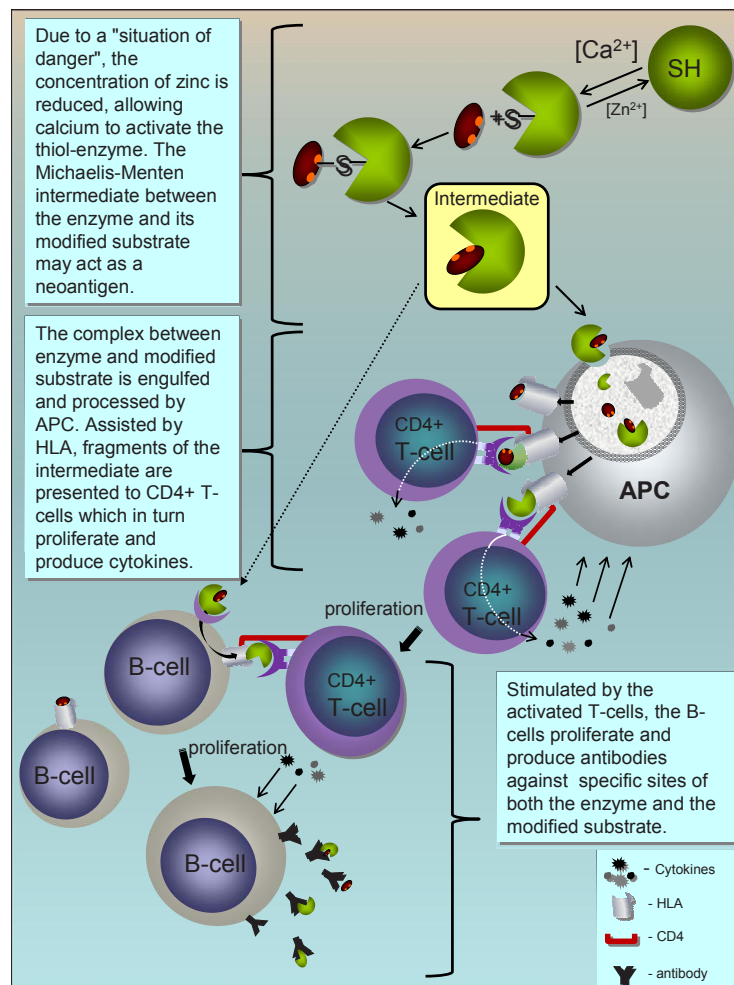 Due to a "situation of
danger", the
concentration of zinc is
reduced, allowing
calcium to activate the
thiol-enzyme. The
Michaelis-Menten
intermediate between
the enzyme and its
modified substrate
may act as a
neoantigen.
[Ca²⁺]
SH
[Zn²⁺]
+S
S
Intermediate
The complex between
enzyme and modified
substrate is engulfed
and processed by
APC. Assisted by
HLA, fragments of the
intermediate are
presented to CD4+ T-
cells which in turn
proliferate and
produce cytokines.
CD4+
T-cell
APC
CD4+
T-cell
proliferation
B-cell
CD4+
T-cell
B-cell
proliferation
B-cell
Stimulated by the
activated T-cells, the B-
cells proliferate and
produce antibodies
against specific sites of
both the enzyme and the
modified substrate.
- Cytokines
- HLA
- CD4
- antibody